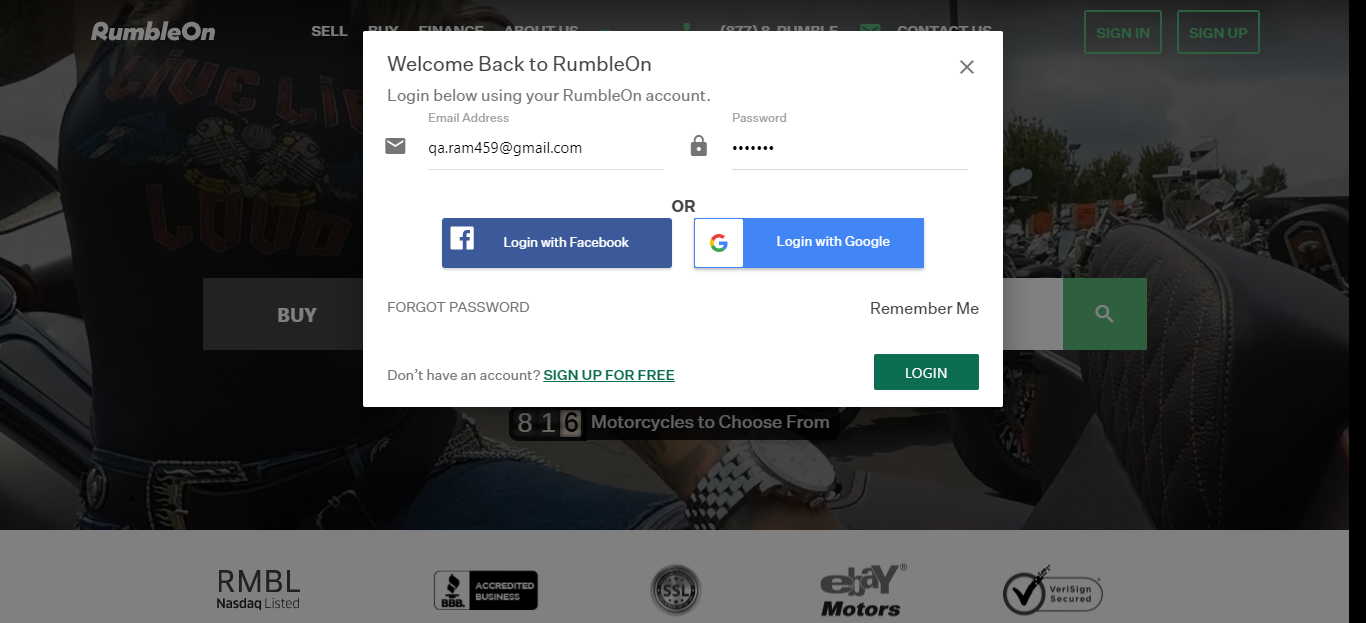 RumbleOn
SELL BUY FINANCE ABOUT US (877) 8-RUMBLE CONTACT US SIGN IN SIGN UP
LIVE
LOUD
Welcome Back to RumbleOn
Login below using your RumbleOn account.
Email Address Password
qa.ram459@gmail.com •••••••
OR
Login with Facebook Login with Google
BUY
FORGOT PASSWORD Remember Me
Don't have an account? SIGN UP FOR FREE LOGIN
816 Motorcycles to Choose From
RMBL
Nasdaq Listed
BBB.
ACCREDITED
BUSINESS
SSL
ebaY®
Motors
VeriSign
Secured